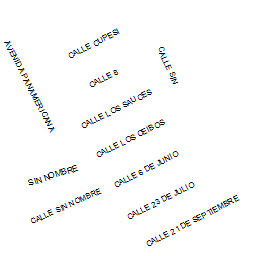 CALLE CUPESI
AVENIDA PANAMERICANA
CALLE SIN
CALLE 8
CALLE LOS SAUCES
CALLE LOS CEIBOS
CALLE 6 DE JUNIO
SIN NOMBRE
CALLE SIN NOMBRE
CALLE 23 DE JULIO
CALLE 21 DE SEPTIEMBRE